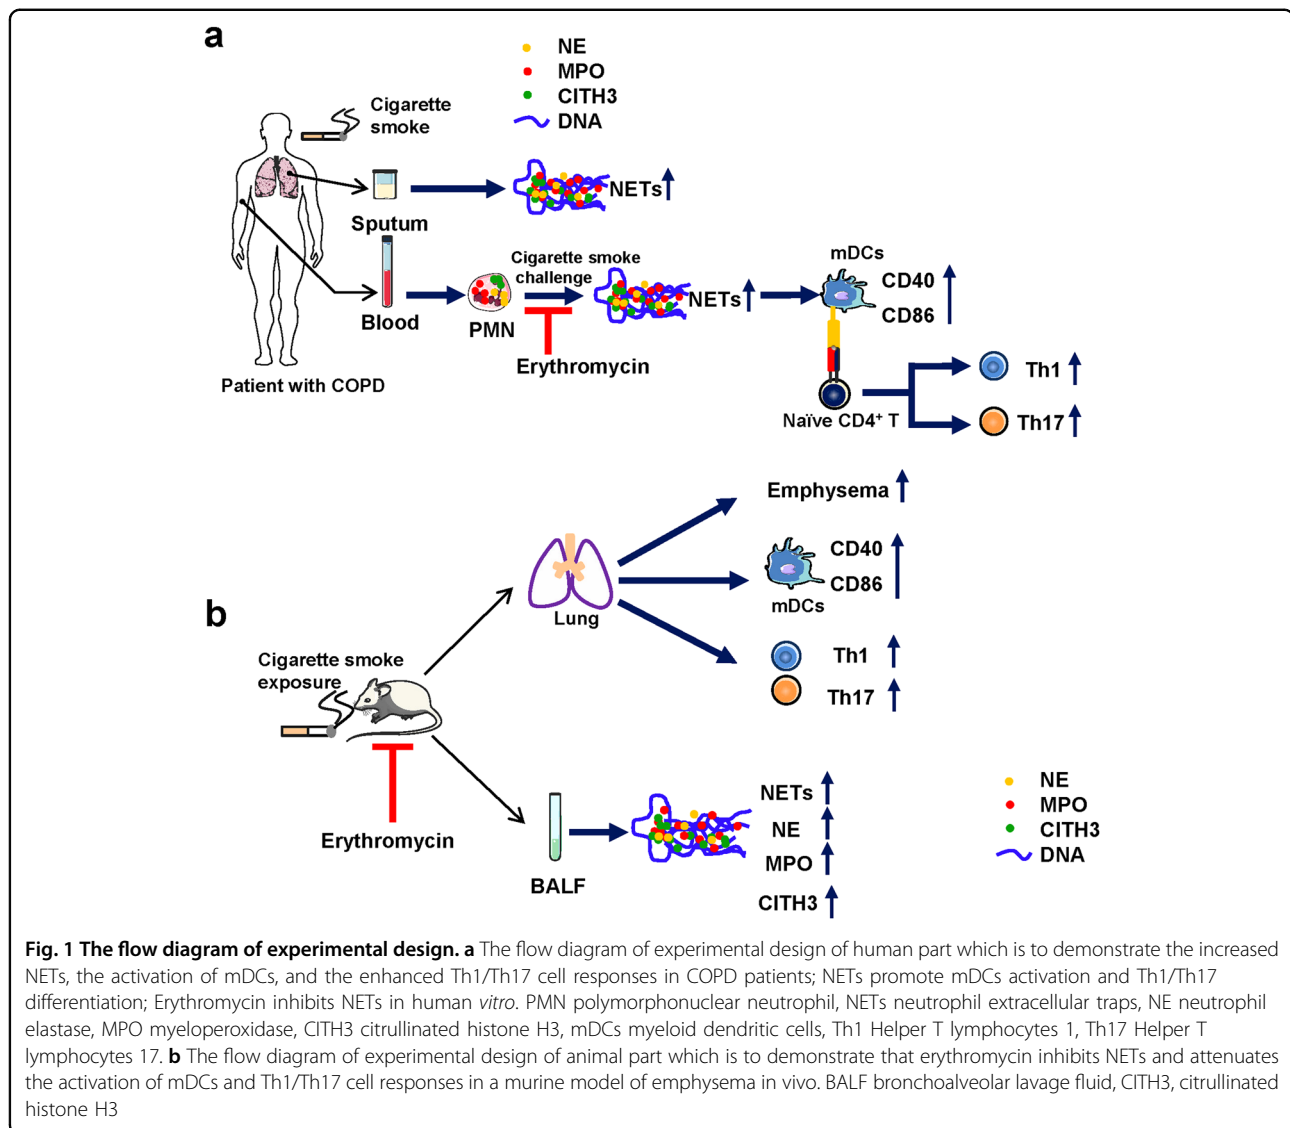 a
NE
MPO
CITH3
DNA
Cigarette
smoke
NETs
Sputum
Cigarette smoke
challenge
mDCs
CD40
CD86
NETs
Blood
PMN
Erythromycin
Patient with COPD
Naïve CD4+ T
Th1
Th17
b
Cigarette smoke
exposure
Lung
Emphysema
CD40
CD86
mDCs
Th1
Th17
Erythromycin
BALF
NETs
NE
MPO
CITH3
NE
MPO
CITH3
DNA
Fig. 1 The flow diagram of experimental design. a The flow diagram of experimental design of human part which is to demonstrate the increased
NETs, the activation of mDCs, and the enhanced Th1/Th17 cell responses in COPD patients; NETs promote mDCs activation and Th1/Th17
differentiation; Erythromycin inhibits NETs in human vitro. PMN polymorphonuclear neutrophil, NETs neutrophil extracellular traps, NE neutrophil
elastase, MPO myeloperoxidase, CITH3 citrullinated histone H3, mDCs myeloid dendritic cells, Th1 Helper T lymphocytes 1, Th17 Helper T
lymphocytes 17. b The flow diagram of experimental design of animal part which is to demonstrate that erythromycin inhibits NETs and attenuates
the activation of mDCs and Th1/Th17 cell responses in a murine model of emphysema in vivo. BALF bronchoalveolar lavage fluid, CITH3, citrullinated
histone H3